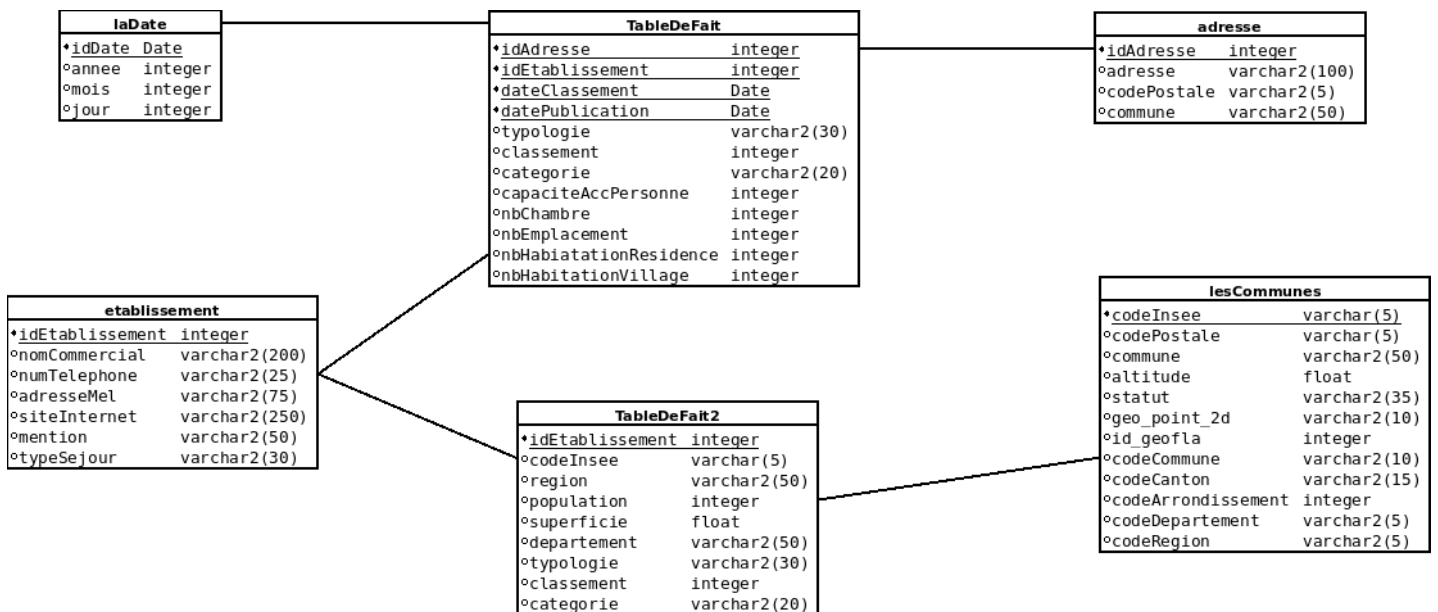 laDate
idDate Date
annee integer
mois integer
jour integer
TableDeFait
idAdresse integer
idEtablissement integer
dateClassement Date
datePublication Date
typologie varchar2(30)
classement integer
categorie varchar2(20)
capaciteAccPersonne integer
nbChambre integer
nbEmplacement integer
nbHabiatationResidence integer
nbHabitationVillage integer
adresse
idAdresse integer
adresse varchar2(100)
codePostale varchar2(5)
commune varchar2(50)
etablissement
idEtablissement integer
nomCommercial varchar2(200)
numTelephone varchar2(25)
adresseMel varchar2(75)
siteInternet varchar2(250)
mention varchar2(50)
typeSejour varchar2(30)
TableDeFait2
idEtablissement integer
codeInsee varchar(5)
region varchar2(50)
population integer
superficie float
departement varchar2(50)
typologie varchar2(30)
classement integer
categorie varchar2(20)
lesCommunes
codeInsee varchar(5)
codePostale varchar(5)
commune varchar2(50)
altitude float
statut varchar2(35)
geo_point_2d varchar2(10)
id_geofla integer
codeCommune varchar2(10)
codeCanton varchar2(15)
codeArrondissement integer
codeDepartement varchar2(5)
codeRegion varchar2(5)